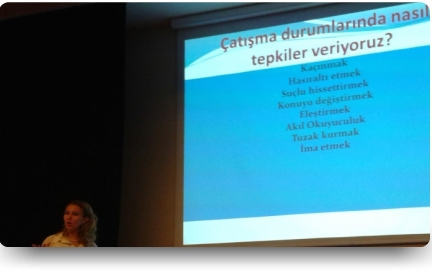 Çatışma durumlarında nasıl
tepkiler veriyoruz?
Kaçınmak
Hasıraltı etmek
Suçlu hissettirmek
Konuyu değiştirmek
Eleştirmek
Akıl Okuyuculuk
Tuzak kurmak
İma etmek